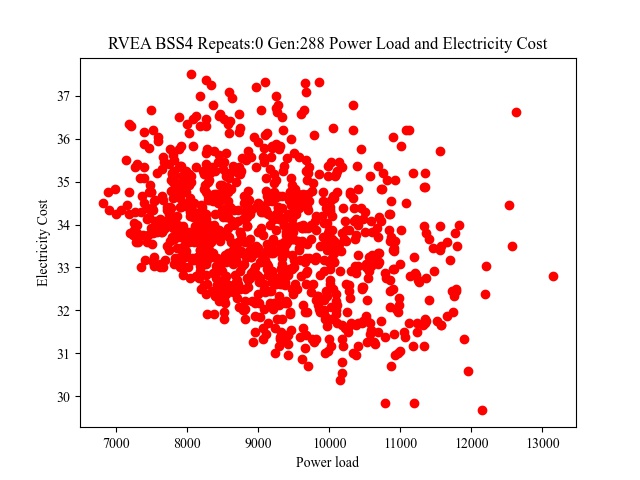 RVEA BSS4 Repeats:0 Gen:288 Power Load and Electricity Cost
37
36
35
34
33
32
31
30
Electricity Cost
7000 8000 9000 10000 11000 12000 13000
Power load